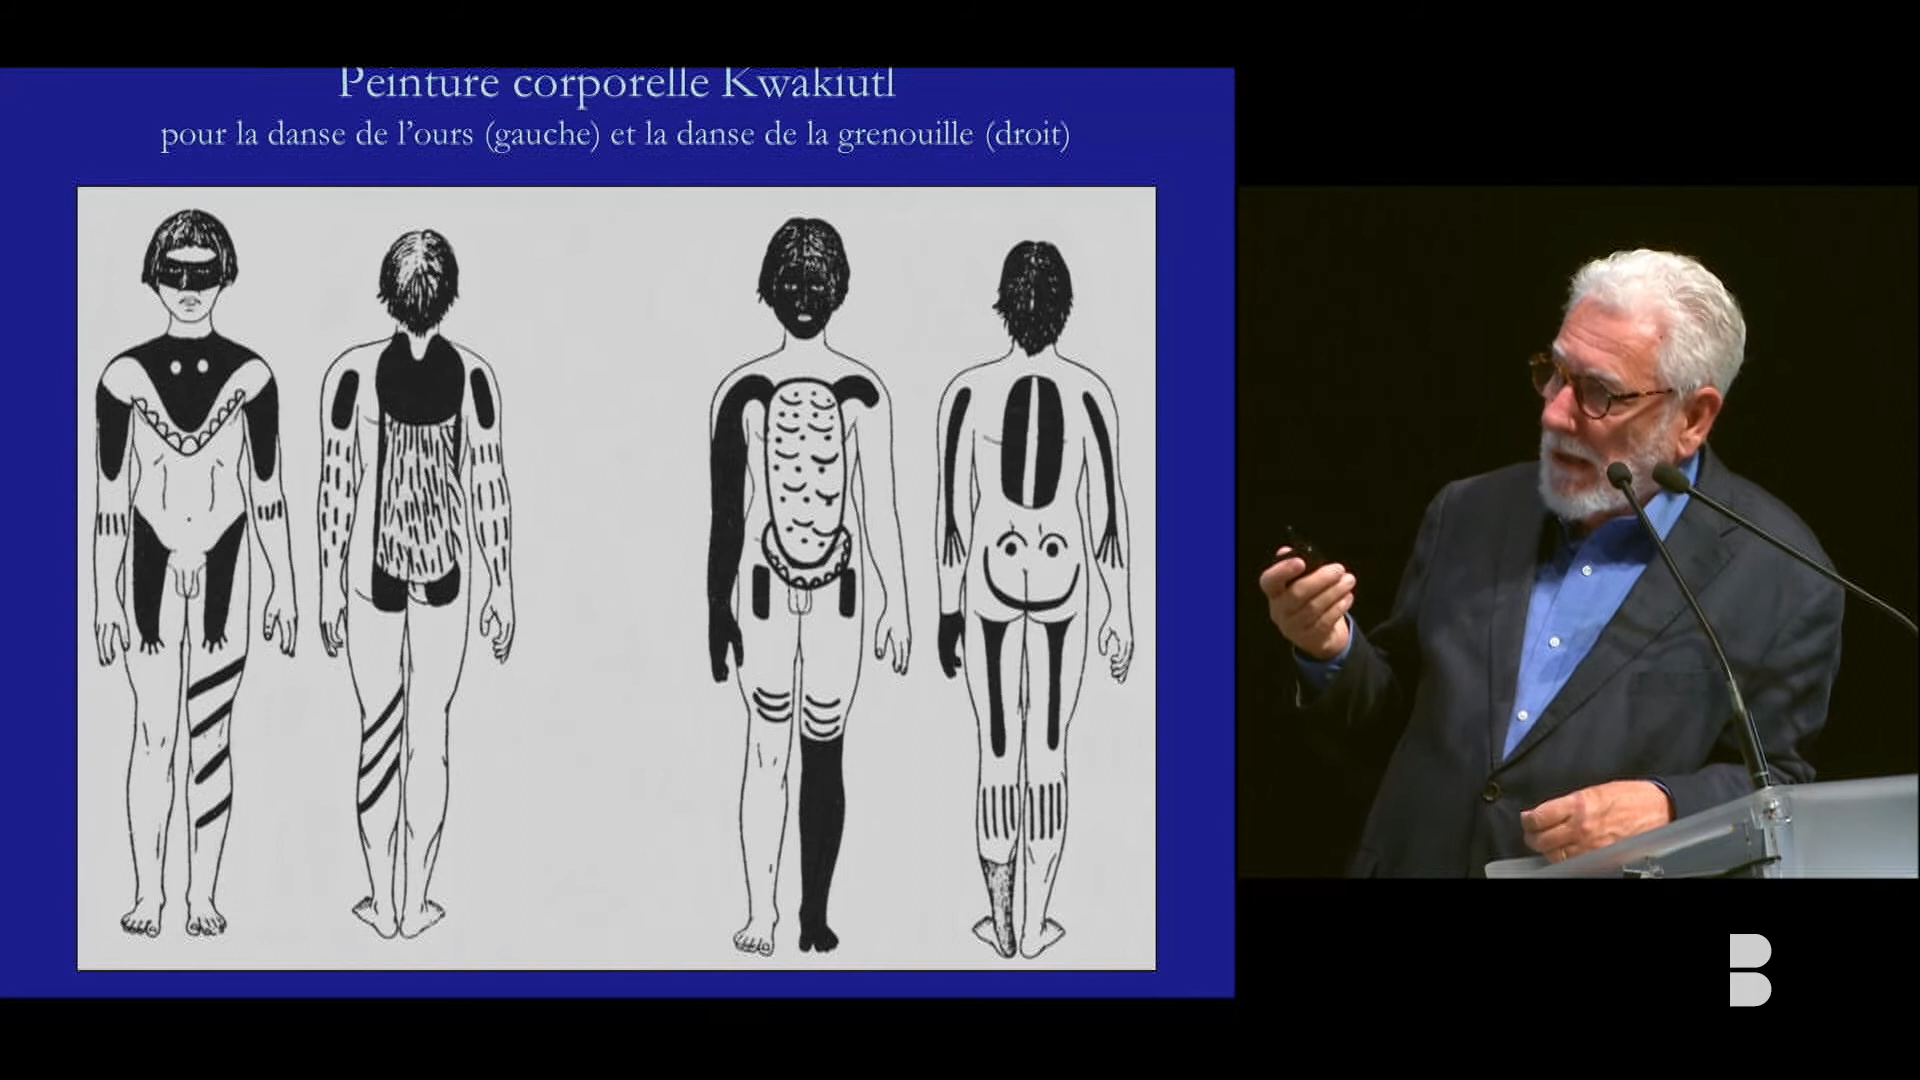 Peinture corporelle Kwakiutl
pour la danse de l'ours (gauche) et la danse de la grenouille (droit)
B